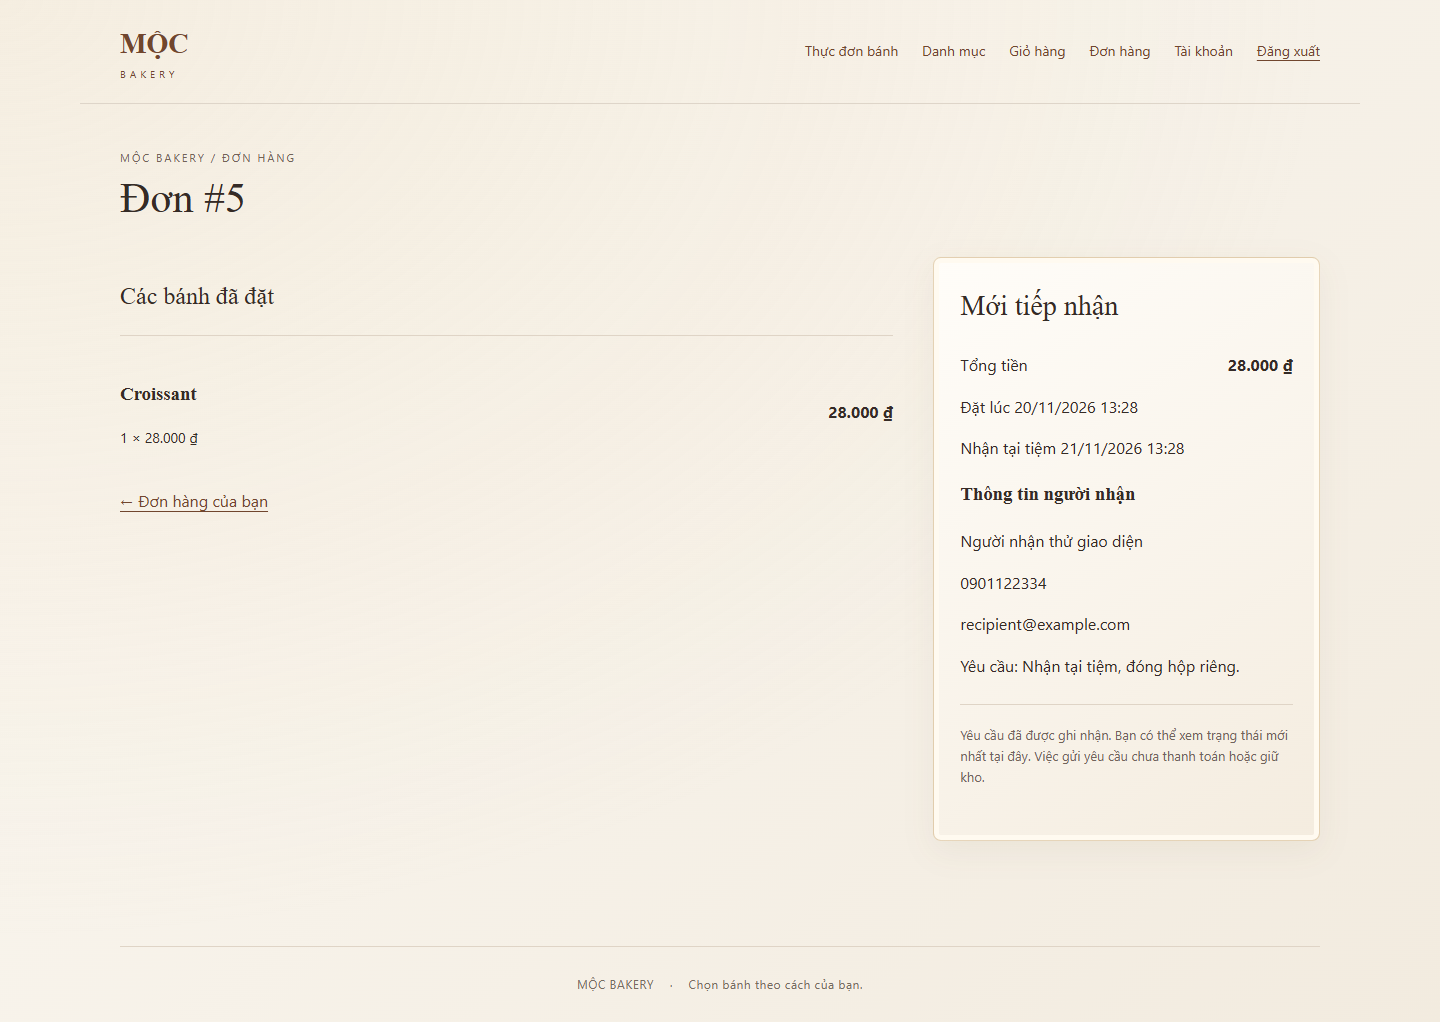 MỘC
BAKERY
Thực đơn bánh
Danh mục
Giỏ hàng
Đơn hàng
Tài khoản
Đăng xuất
MỘC BAKERY / ĐƠN HÀNG
Đơn #5
Các bánh đã đặt
Croissant
1 × 28.000 ₫
28.000 ₫
← Đơn hàng của bạn
Mới tiếp nhận
Tổng tiền 28.000 ₫
Đặt lúc 20/11/2026 13:28
Nhận tại tiệm 21/11/2026 13:28
Thông tin người nhận
Người nhận thử giao diện
0901122334
recipient@example.com
Yêu cầu: Nhận tại tiệm, đóng hộp riêng.
Yêu cầu đã được ghi nhận. Bạn có thể xem trạng thái mới
nhất tại đây. Việc gửi yêu cầu chưa thanh toán hoặc giữ
kho.
MỘC BAKERY · Chọn bánh theo cách của bạn.